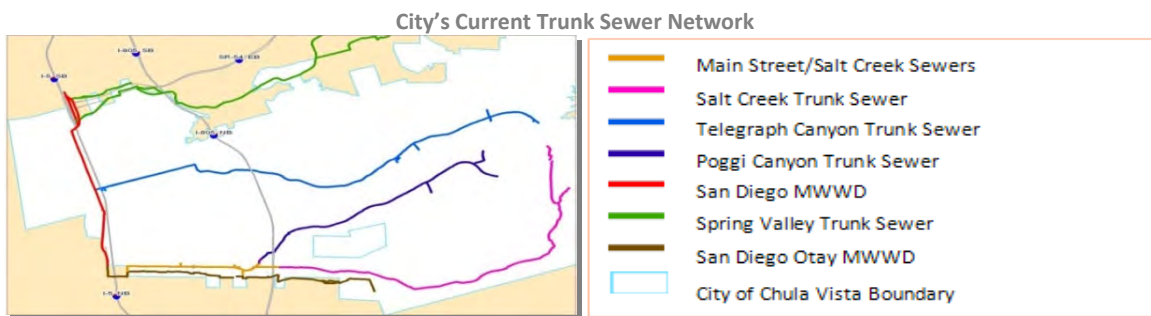 City's Current Trunk Sewer Network
I-805 SB
SR-54 EB
I-5 SB
I-805 NB
I-5 NB
Main Street/Salt Creek Sewers
Salt Creek Trunk Sewer
Telegraph Canyon Trunk Sewer
Poggi Canyon Trunk Sewer
San Diego MWWD
Spring Valley Trunk Sewer
San Diego Otay MWWD
City of Chula Vista Boundary